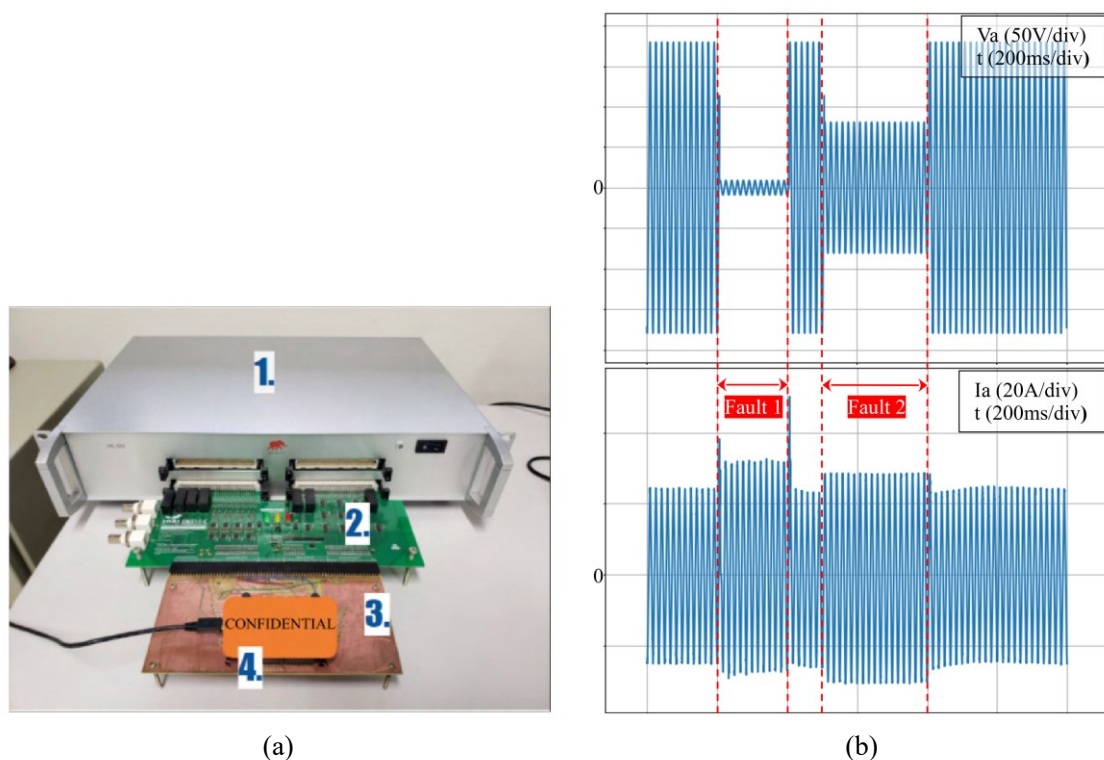 1.
2.
3.
CONFIDENTIAL
4.
(a)
Va (50V/div)
t (200ms/div)
0
Fault 1
Fault 2
Ia (20A/div)
t (200ms/div)
0
(b)